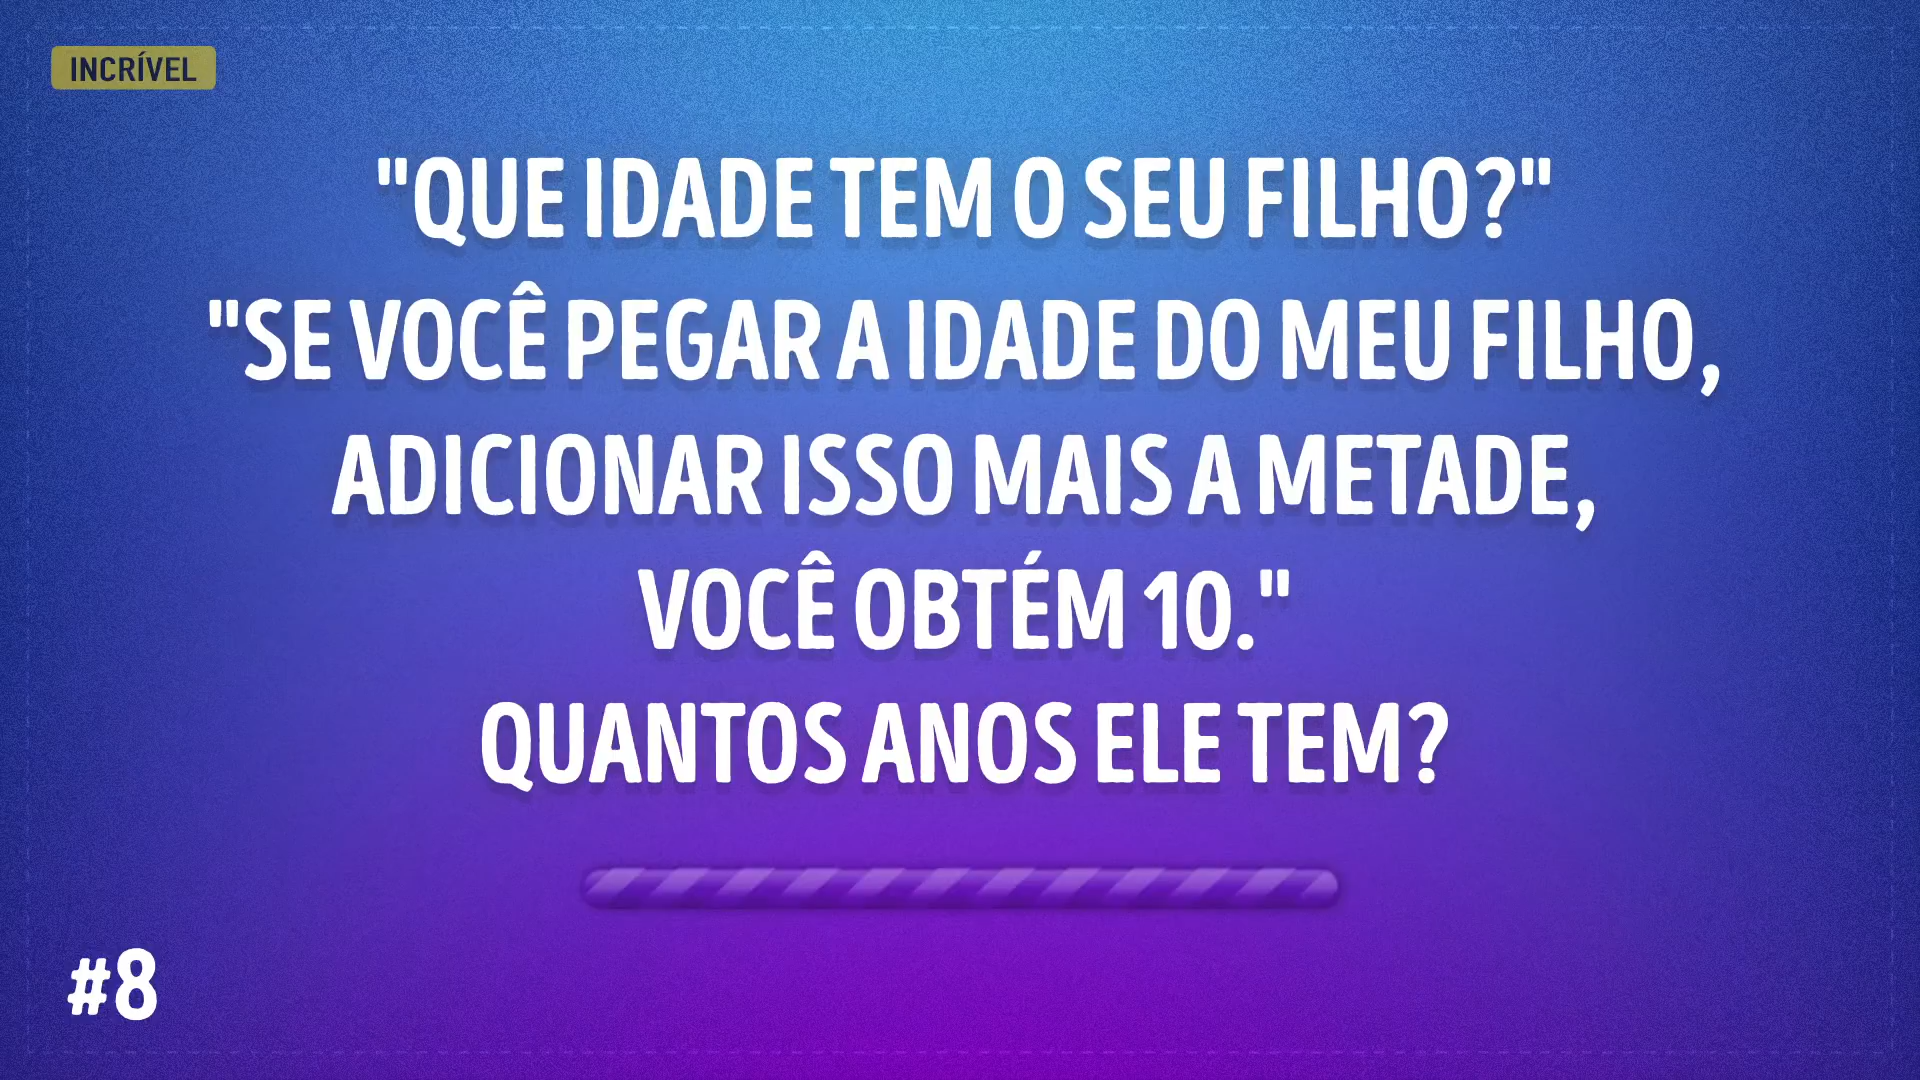 INCRÍVEL
"QUE IDADE TEM O SEU FILHO?"
"SE VOCÊ PEGAR A IDADE DO MEU FILHO,
ADICIONAR ISSO MAIS A METADE,
VOCÊ OBTÉM 10."
QUANTOS ANOS ELE TEM?
#8